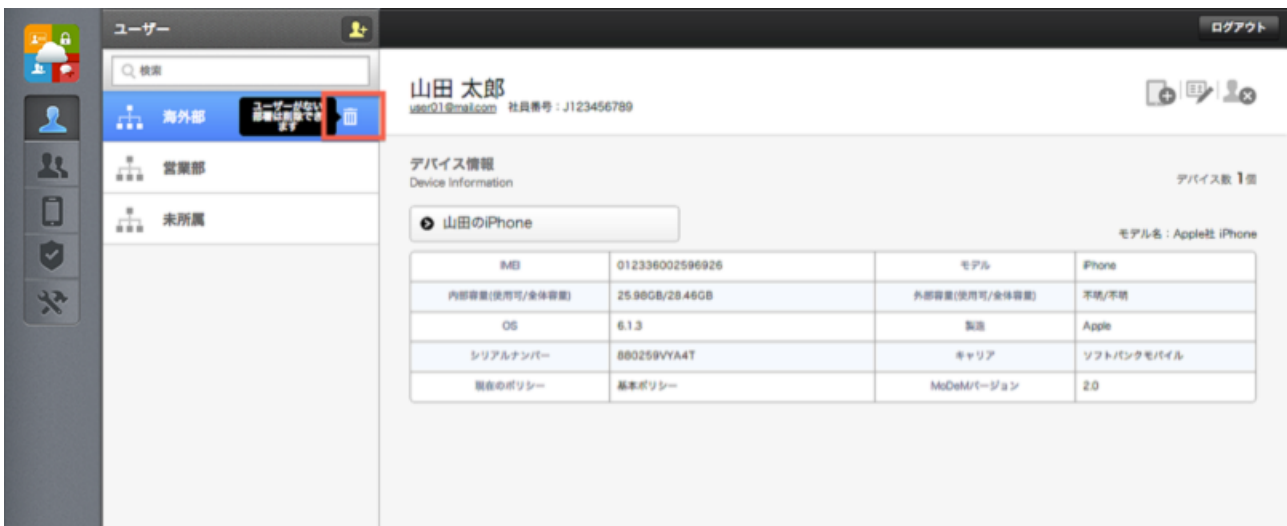 ユーザー
ログアウト
検索
海外部
ユーザーがない
部署は削除でき
ます
営業部
未所属
山田 太郎
user01@mail.com 社員番号：J123456789
デバイス情報
Device Information
デバイス数 1個
山田のiPhone
モデル名：Apple社 iPhone
IMEI 012336002596926 モデル iPhone
内部容量(使用可/全体容量) 25.98GB/28.46GB 外部容量(使用可/全体容量) 不明/不明
OS 6.1.3 製造 Apple
シリアルナンバー 880259VYA4T キャリア ソフトバンクモバイル
現在のポリシー 基本ポリシー MoDeMバージョン 2.0